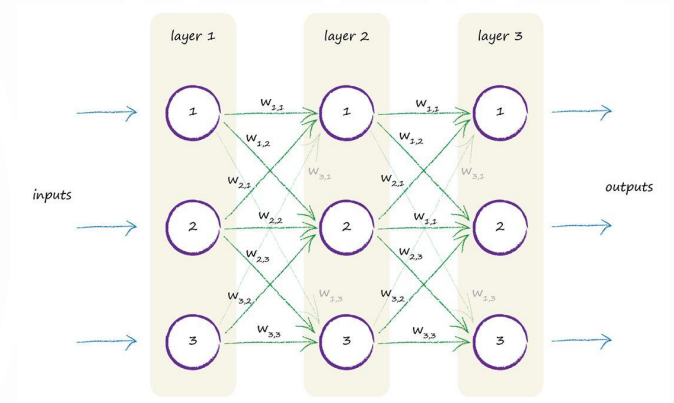 layer 1
layer 2
layer 3
1
W1,1
1
W1,1
1
W1,2
W1,2
W3,1
W3,1
W2,1
W2,1
inputs
outputs
2
W2,2
2
W1,1
2
W2,3
W2,3
W3,2
W1,3
W3,2
W1,3
3
W3,3
3
W3,3
3